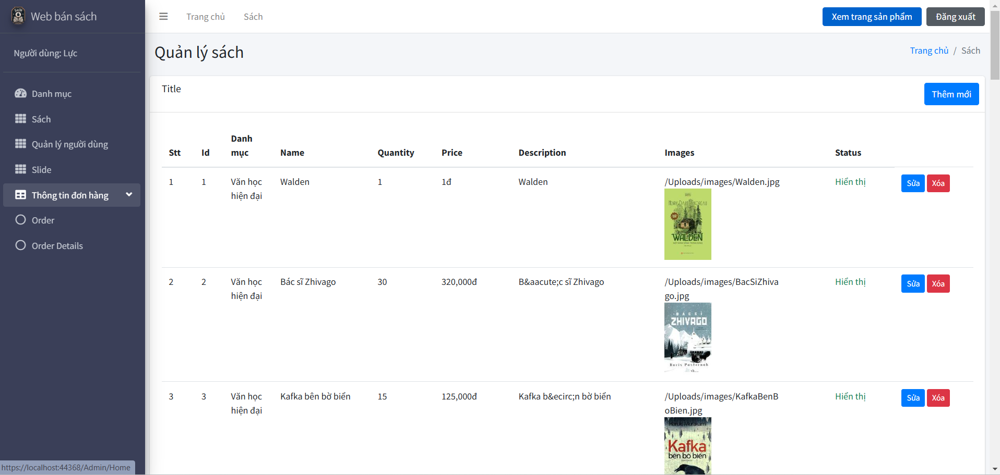 Web bán sách
Trang chủ
Sách
Xem trang sản phẩm
Đăng xuất
Người dùng: Lực
Quản lý sách
Trang chủ / Sách
Danh mục
Sách
Quản lý người dùng
Slide
Thông tin đơn hàng
Order
Order Details
Title
Thêm mới
Stt Id Danh mục Name Quantity Price Description Images Status
1 1 Văn học Walden 1 1đ Walden /Uploads/images/Walden.jpg Hiển thị Sửa Xóa
hiện đại
WALDEN
2 2 Văn học Bác sĩ Zhivago 30 320,000đ B&aacute;c sĩ Zhivago /Uploads/images/BacSiZhiva Hiển thị Sửa Xóa
hiện đại go.jpg
BÁC SĨ
ZHIVAGO
Boris Pasternak
3 3 Văn học Kafka bên bờ biển 15 125,000đ Kafka b&ecirc;n bờ biển /Uploads/images/KafkaBenB Hiển thị Sửa Xóa
hiện đại oBien.jpg
Haruki Murakami
Kafka
bên bờ biển
https://localhost:44368/Admin/Home